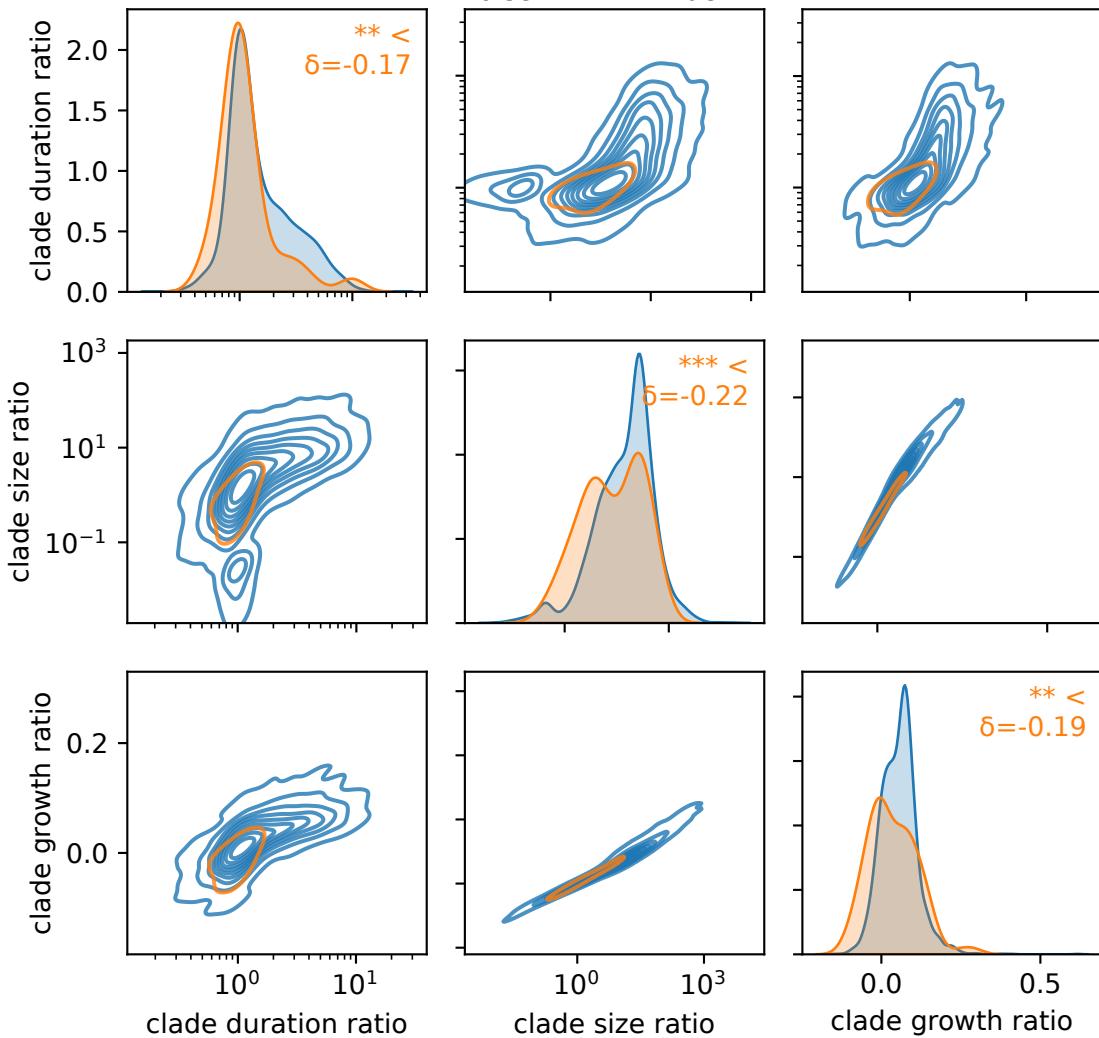 clade duration ratio
2.0
1.5
1.0
0.5
0.0
** <
δ=-0.17
clade size ratio
10³
10¹
10⁻¹
*** <
δ=-0.22
clade growth ratio
0.2
0.0
** <
δ=-0.19
10⁰ 10¹
10⁰ 10³
0.0 0.5
clade duration ratio
clade size ratio
clade growth ratio